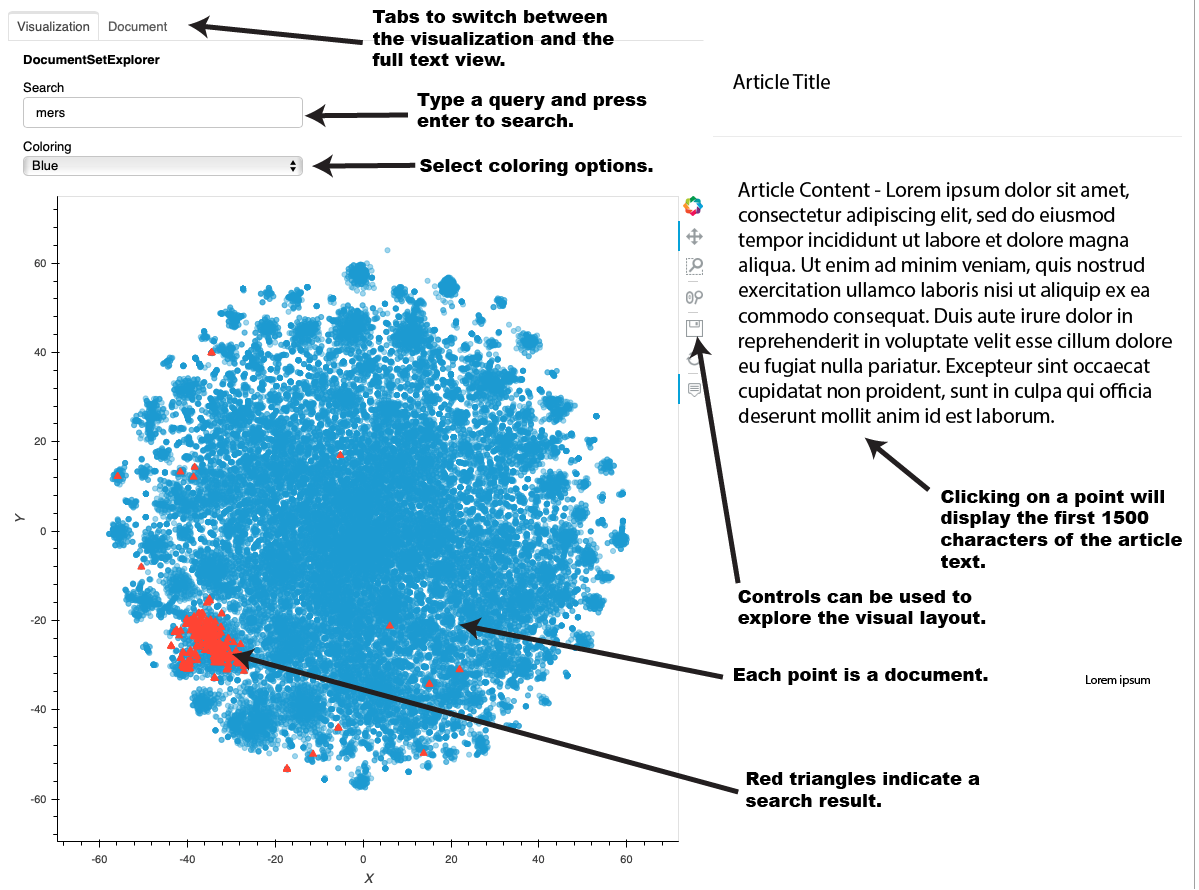 Visualization
Document
Tabs to switch between
the visualization and the
full text view.
DocumentSetExplorer
Search
mers
Type a query and press
enter to search.
Coloring
Blue
Select coloring options.
Article Title
Article Content - Lorem ipsum dolor sit amet,
consectetur adipiscing elit, sed do eiusmod
tempor incididunt ut labore et dolore magna
aliqua. Ut enim ad minim veniam, quis nostrud
exercitation ullamco laboris nisi ut aliquip ex ea
commodo consequat. Duis aute irure dolor in
reprehenderit in voluptate velit esse cillum dolore
eu fugiat nulla pariatur. Excepteur sint occaecat
cupidatat non proident, sunt in culpa qui officia
deserunt mollit anim id est laborum.
Clicking on a point will
display the first 1500
characters of the article
text.
Controls can be used to
explore the visual layout.
Each point is a document.
Lorem ipsum
Red triangles indicate a
search result.
60
40
20
0
-20
-40
-60
Y
-60 -40 -20 0 20 40 60
X